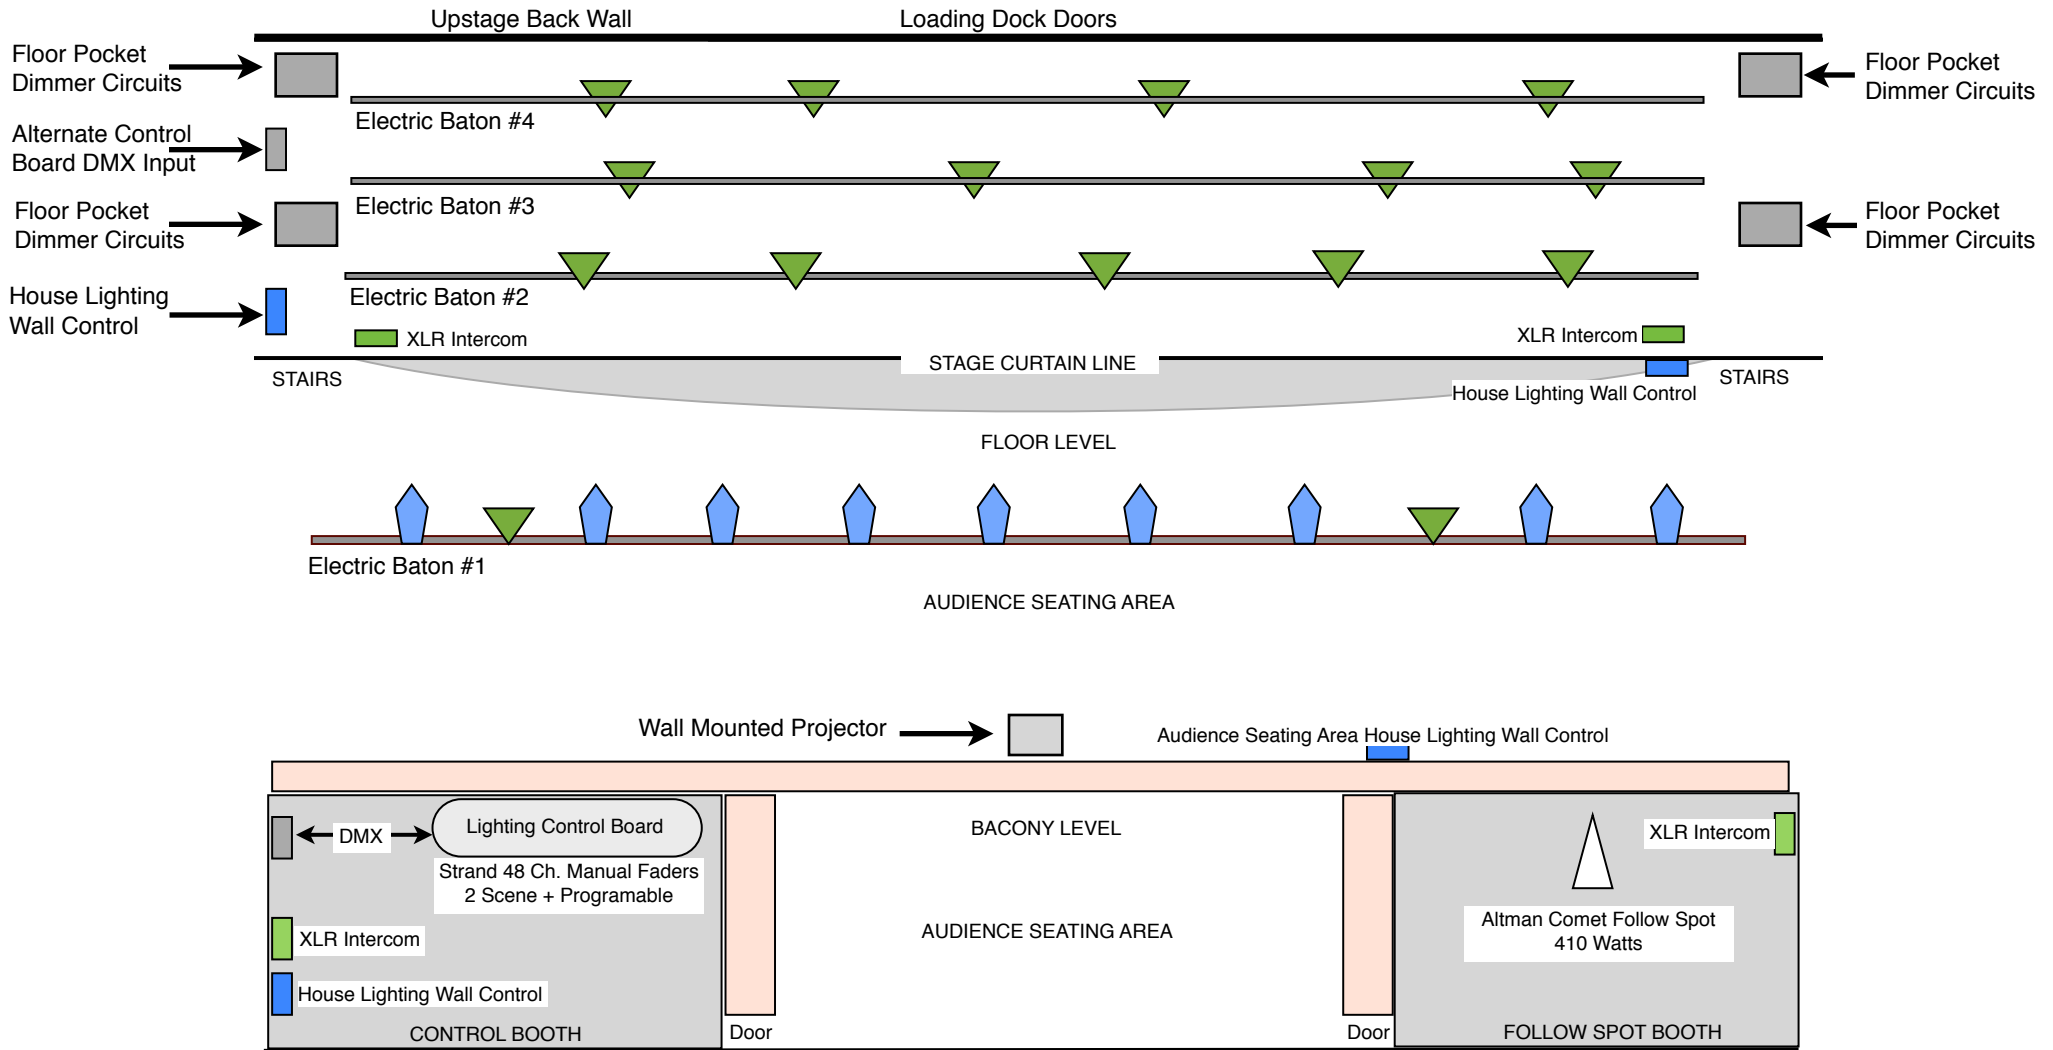 Upstage Back Wall
Loading Dock Doors
Floor Pocket
Dimmer Circuits
Floor Pocket
Dimmer Circuits
Electric Baton #4
Alternate Control
Board DMX Input
Electric Baton #3
Floor Pocket
Dimmer Circuits
Floor Pocket
Dimmer Circuits
Electric Baton #2
House Lighting
Wall Control
XLR Intercom
XLR Intercom
STAGE CURTAIN LINE
STAIRS
STAIRS
House Lighting Wall Control
FLOOR LEVEL
Electric Baton #1
AUDIENCE SEATING AREA
Wall Mounted Projector
Audience Seating Area House Lighting Wall Control
DMX
Lighting Control Board
Strand 48 Ch. Manual Faders
2 Scene + Programable
BACONY LEVEL
XLR Intercom
Altman Comet Follow Spot
410 Watts
XLR Intercom
AUDIENCE SEATING AREA
House Lighting Wall Control
CONTROL BOOTH
Door
Door
FOLLOW SPOT BOOTH